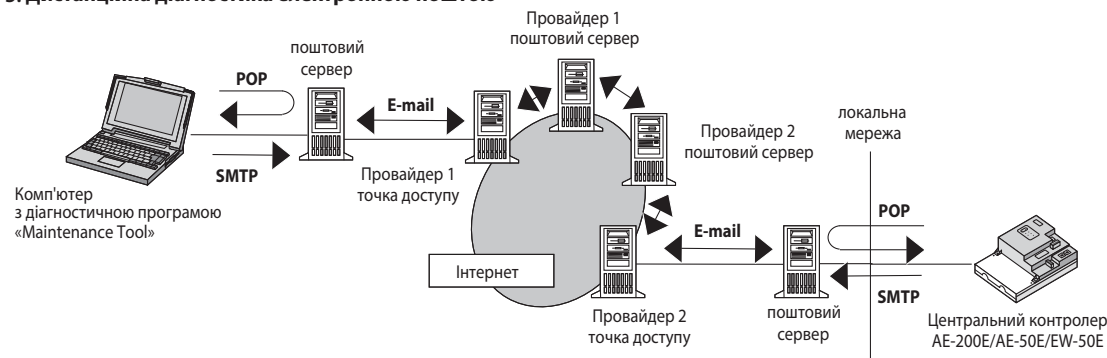 3. Дистанційна діагностика електронною поштою
Провайдер 1
поштовий сервер
поштовий
сервер
POP
E-mail
локальна
мережа
Провайдер 2
поштовий сервер
SMTP
Провайдер 1
точка доступу
Комп'ютер
з діагностичною програмою
«Maintenance Tool»
POP
E-mail
Інтернет
SMTP
Провайдер 2
точка доступу
поштовий
сервер
Центральний контролер
AE-200E/AE-50E/EW-50E